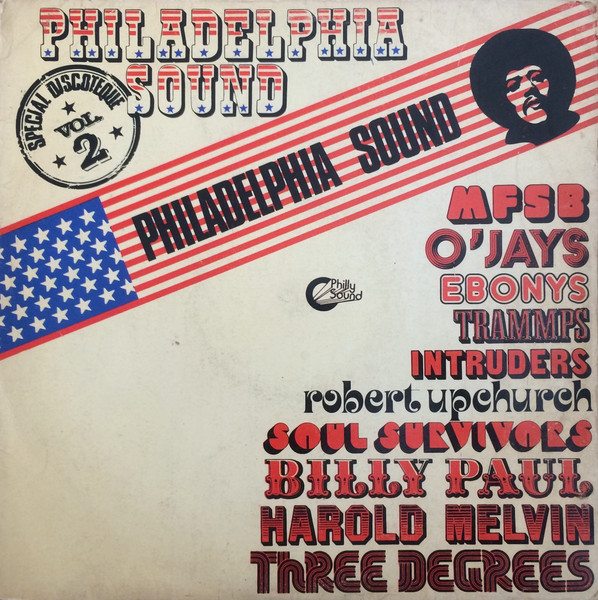 PHILADELPHIA
SOUND
SPECIAL DISCOTEQUE
VOL.
2
PHILADELPHIA SOUND
Philly
Sound
MFSB
O'JAYS
EBONYS
TRAMMPS
INTRUDERS
robert upchurch
SOUL SURVIVORS
BILLY PAUL
HAROLD MELVIN
THREE DEGREES